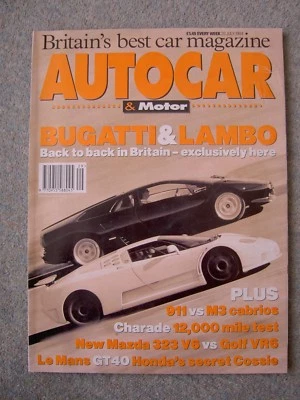 Britain's best car magazine
AUTOCAR
& Motor
BUGATTI & LAMBO
Back to back in Britain – exclusively here
PLUS
911 vs M3 cabrios
Charade 12,000 mile test
New Mazda 323 V6 vs Golf VR6
Le Mans GT40 Honda's secret Cossie